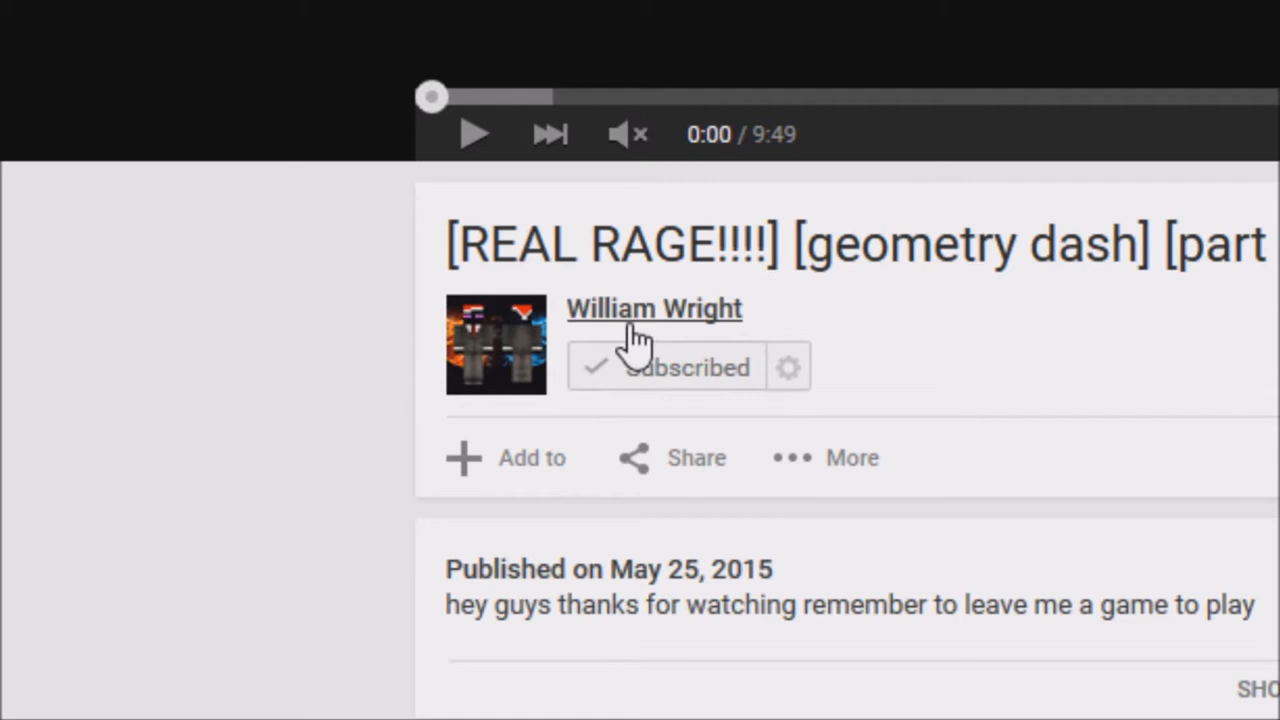 0:00 / 9:49
[REAL RAGE!!!!] [geometry dash] [part
William Wright
Subscribed
Add to Share More
Published on May 25, 2015
hey guys thanks for watching remember to leave me a game to play
SHO